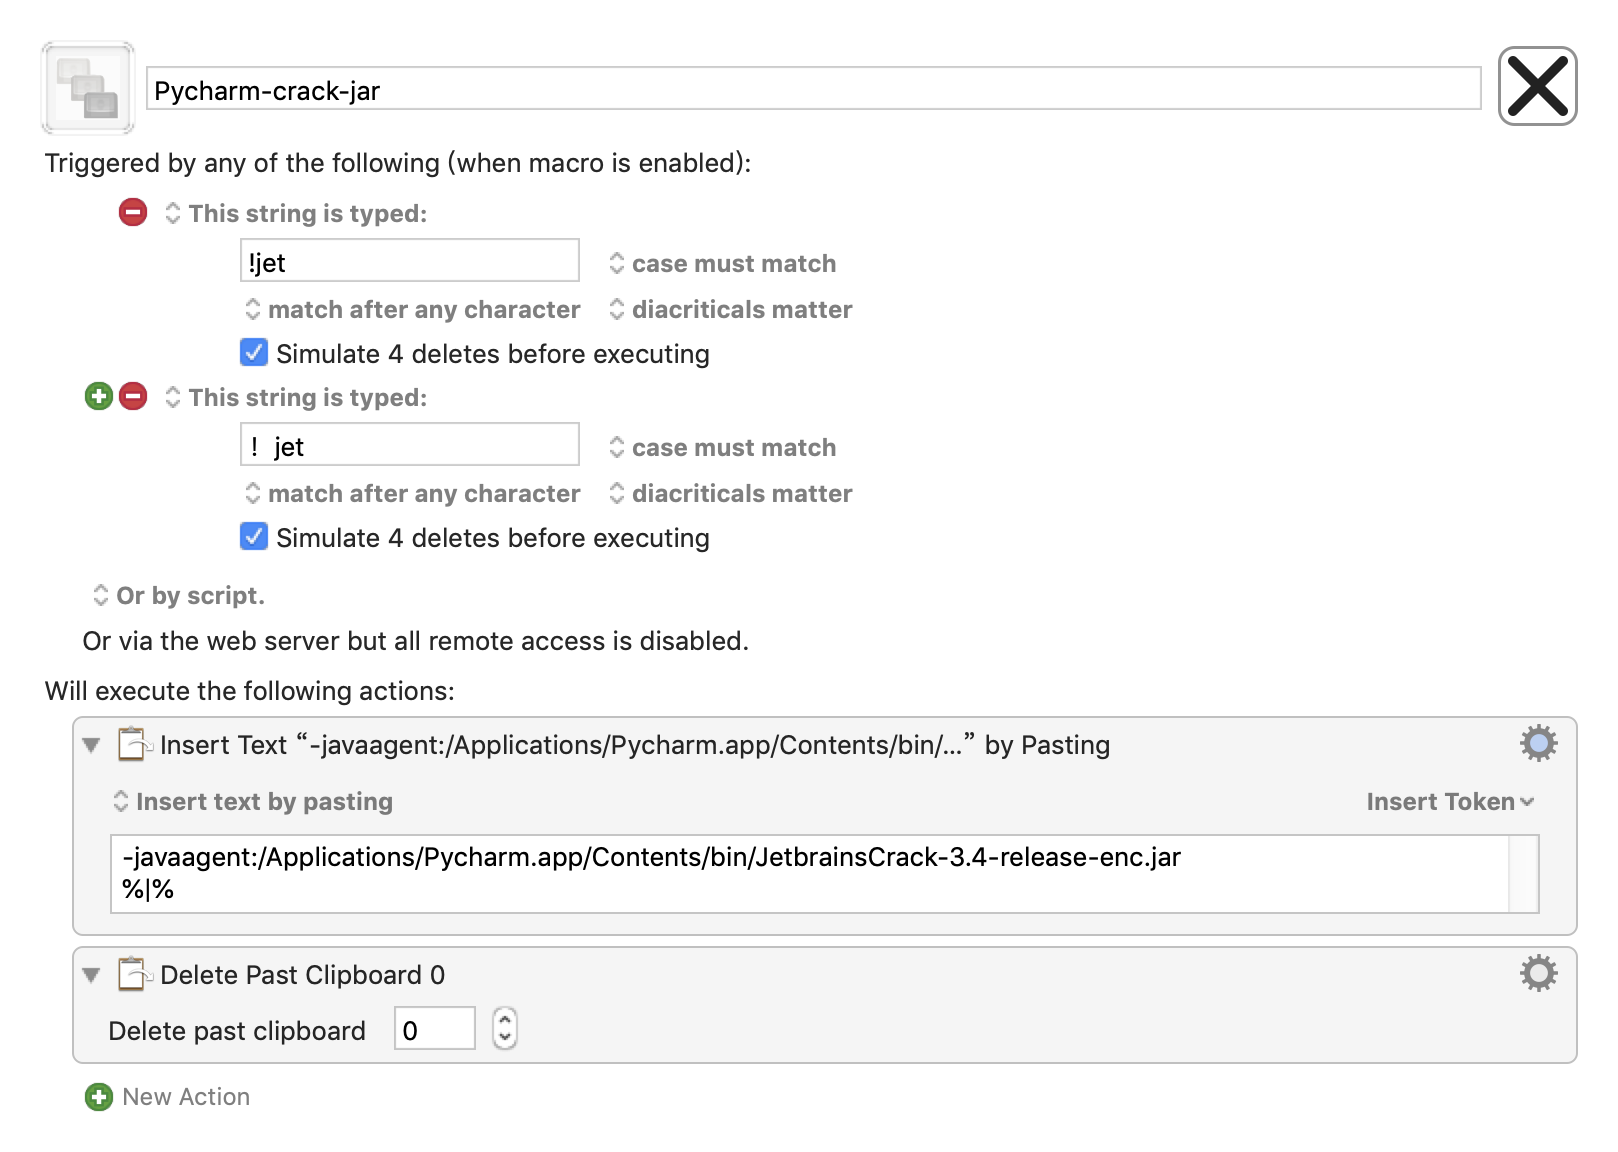 Pycharm-crack-jar
Triggered by any of the following (when macro is enabled):
This string is typed:
!jet
case must match
match after any character
diacriticals matter
Simulate 4 deletes before executing
This string is typed:
！jet
case must match
match after any character
diacriticals matter
Simulate 4 deletes before executing
Or by script.
Or via the web server but all remote access is disabled.
Will execute the following actions:
Insert Text “-javaagent:/Applications/Pycharm.app/Contents/bin/…” by Pasting
Insert text by pasting
Insert Token
-javaagent:/Applications/Pycharm.app/Contents/bin/JetbrainsCrack-3.4-release-enc.jar
%|%
Delete Past Clipboard 0
Delete past clipboard 0
New Action